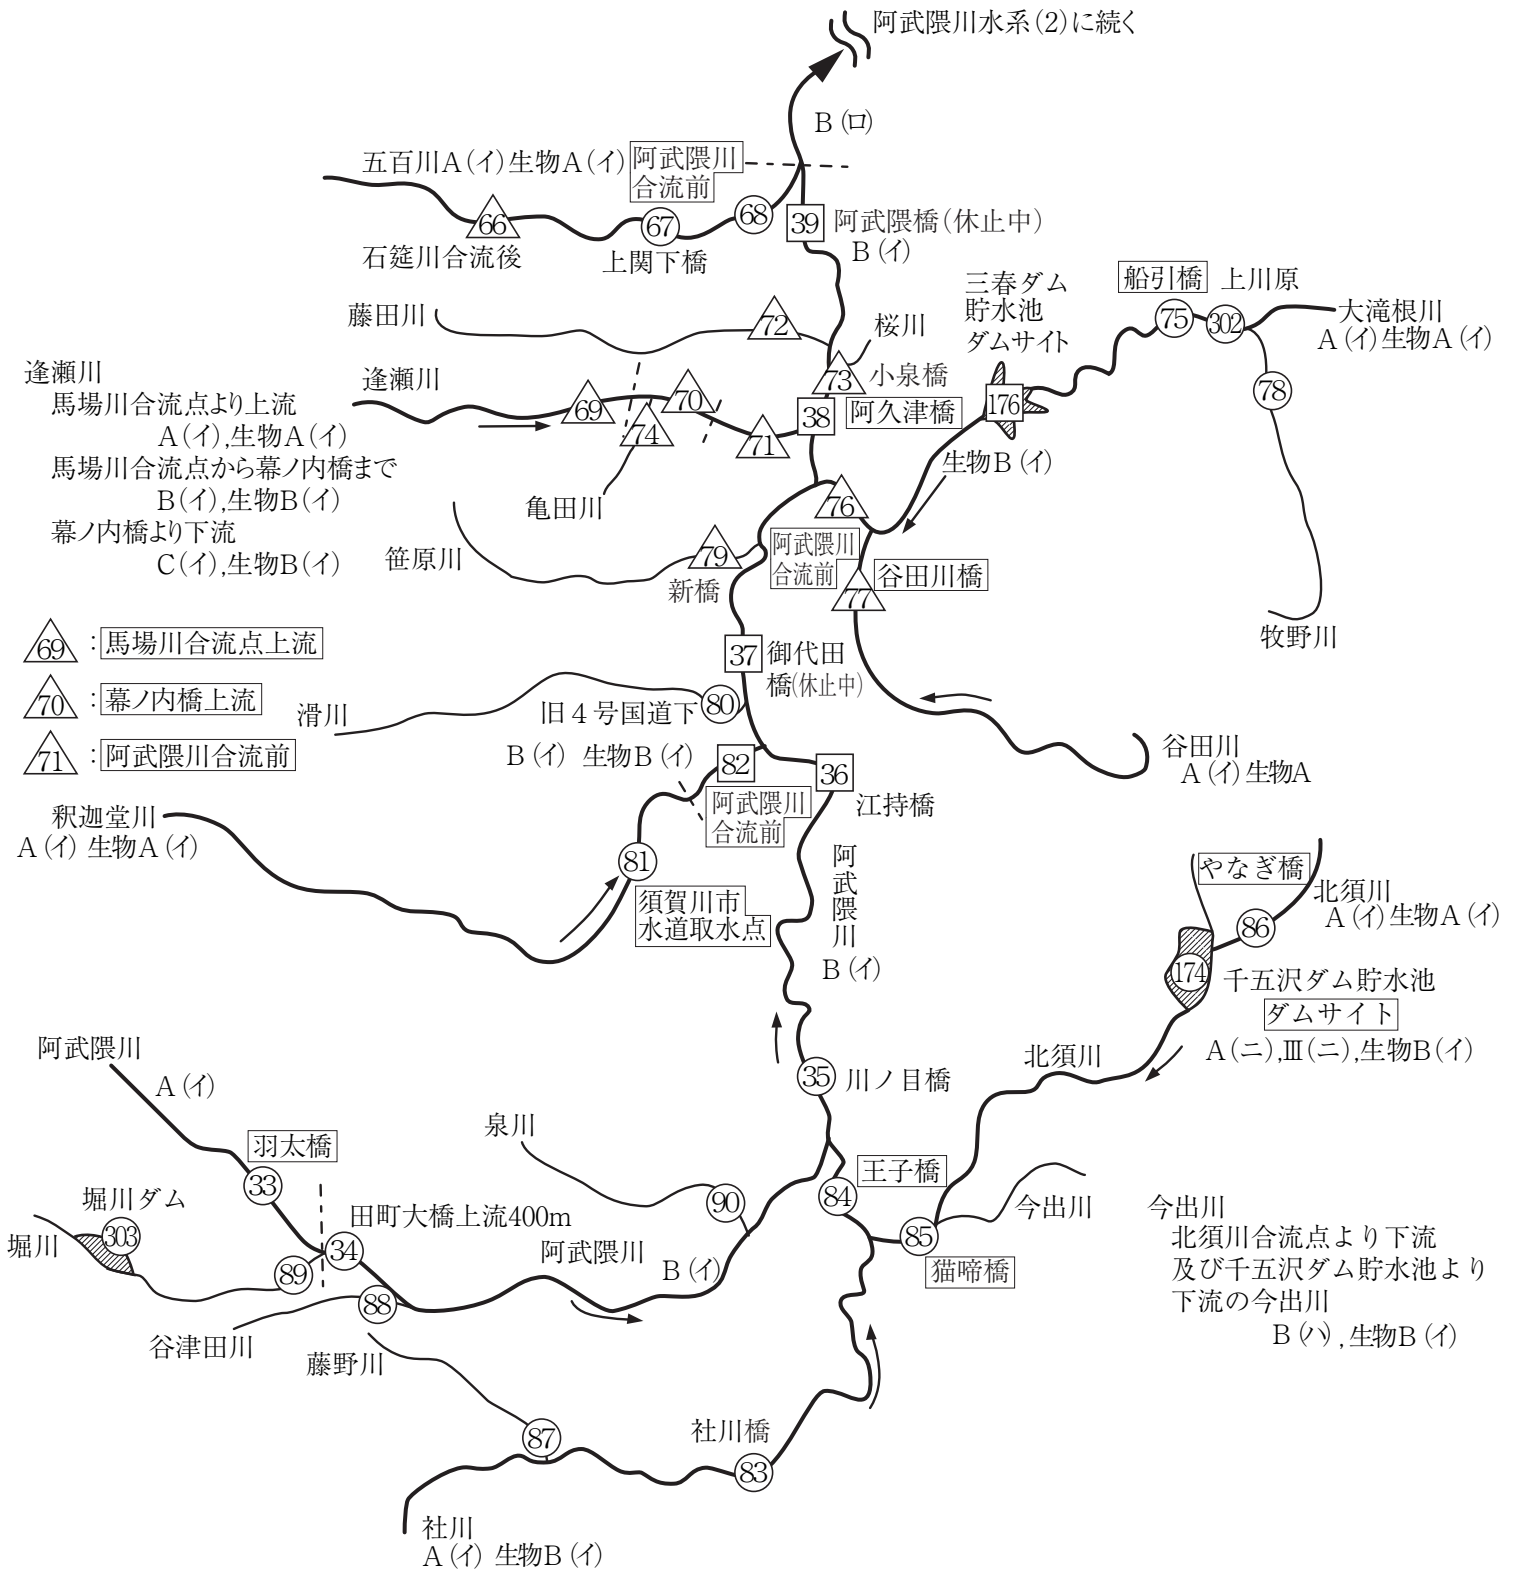 阿武隈川水系(2)に続く
B(ロ)
五百川A(イ)生物A(イ)
阿武隈川
合流前
66
67
68
39
阿武隈橋(休止中)
B(イ)
石筵川合流後
上関下橋
三春ダム
貯水池
ダムサイト
船引橋
上川原
75
302
大滝根川
A(イ)生物A(イ)
藤田川
72
桜川
73
小泉橋
176
78
逢瀬川
馬場川合流点より上流
A(イ),生物A(イ)
馬場川合流点から幕ノ内橋まで
B(イ),生物B(イ)
幕ノ内橋より下流
C(イ),生物B(イ)
逢瀬川
69
70
74
71
38
阿久津橋
生物B(イ)
亀田川
76
笹原川
79
新橋
阿武隈川
合流前
谷田川橋
77
牧野川
69:馬場川合流点上流
70:幕ノ内橋上流
71:阿武隈川合流前
37
御代田
橋(休止中)
滑川
旧4号国道下
80
B(イ) 生物B(イ)
82
36
阿武隈川
合流前
江持橋
谷田川
A(イ)生物A
釈迦堂川
A(イ)生物A(イ)
81
須賀川市
水道取水点
阿武隈川
B(イ)
やなぎ橋
北須川
A(イ)生物A(イ)
86
174
千五沢ダム貯水池
ダムサイト
A(ニ),Ⅲ(ニ),生物B(イ)
阿武隈川
A(イ)
35
川ノ目橋
北須川
泉川
羽太橋
33
王子橋
84
90
堀川ダム
303
堀川
田町大橋上流400m
34
89
阿武隈川
B(イ)
85
猫啼橋
今出川
今出川
北須川合流点より下流
及び千五沢ダム貯水池より
下流の今出川
B(ハ),生物B(イ)
88
谷津田川
藤野川
87
社川橋
83
社川
A(イ) 生物B(イ)